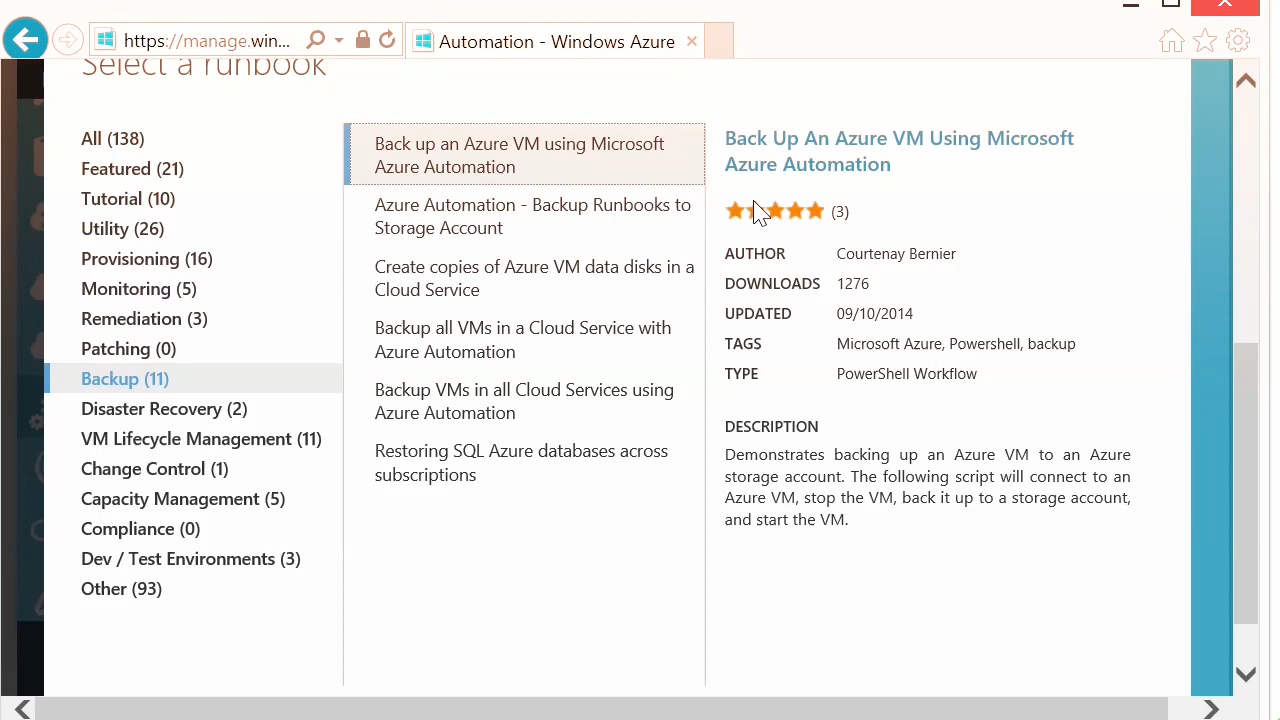 https://manage.win...
Automation - Windows Azure
Select a runbook
All (138)
Featured (21)
Tutorial (10)
Utility (26)
Provisioning (16)
Monitoring (5)
Remediation (3)
Patching (0)
Backup (11)
Disaster Recovery (2)
VM Lifecycle Management (11)
Change Control (1)
Capacity Management (5)
Compliance (0)
Dev / Test Environments (3)
Other (93)
Back up an Azure VM using Microsoft
Azure Automation
Azure Automation - Backup Runbooks to
Storage Account
Create copies of Azure VM data disks in a
Cloud Service
Backup all VMs in a Cloud Service with
Azure Automation
Backup VMs in all Cloud Services using
Azure Automation
Restoring SQL Azure databases across
subscriptions
Back Up An Azure VM Using Microsoft
Azure Automation
(3)
AUTHOR Courtenay Bernier
DOWNLOADS 1276
UPDATED 09/10/2014
TAGS Microsoft Azure, Powershell, backup
TYPE PowerShell Workflow
DESCRIPTION
Demonstrates backing up an Azure VM to an Azure
storage account. The following script will connect to an
Azure VM, stop the VM, back it up to a storage account,
and start the VM.